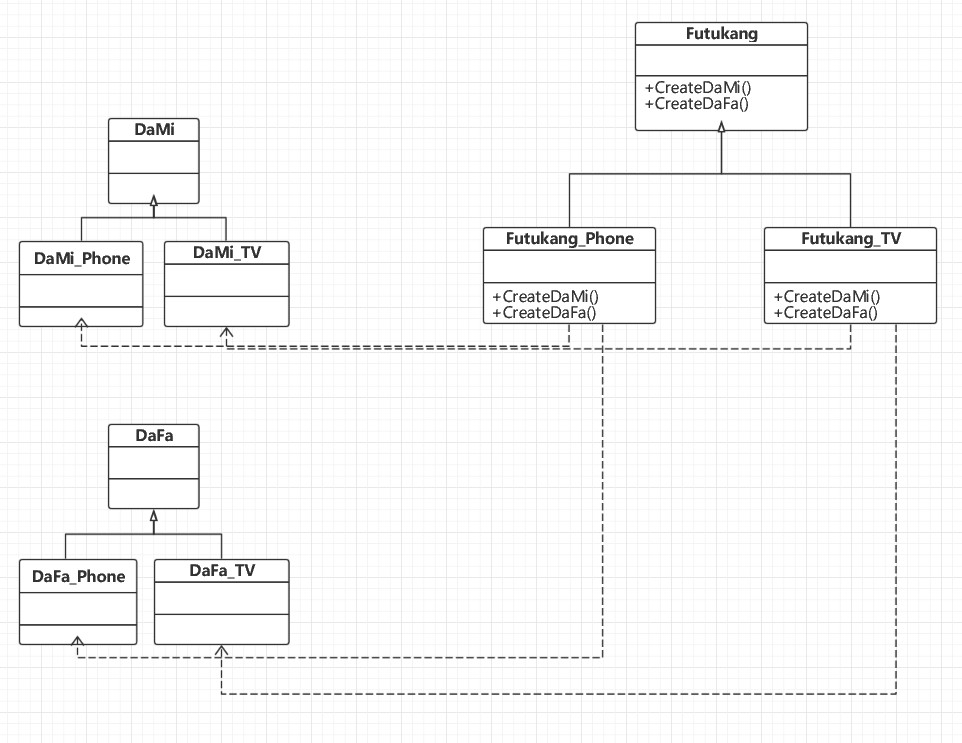 Futukang
+CreateDaMi()
+CreateDaFa()
DaMi
DaMi_Phone
DaMi_TV
Futukang_Phone
+CreateDaMi()
+CreateDaFa()
Futukang_TV
+CreateDaMi()
+CreateDaFa()
DaFa
DaFa_Phone
DaFa_TV